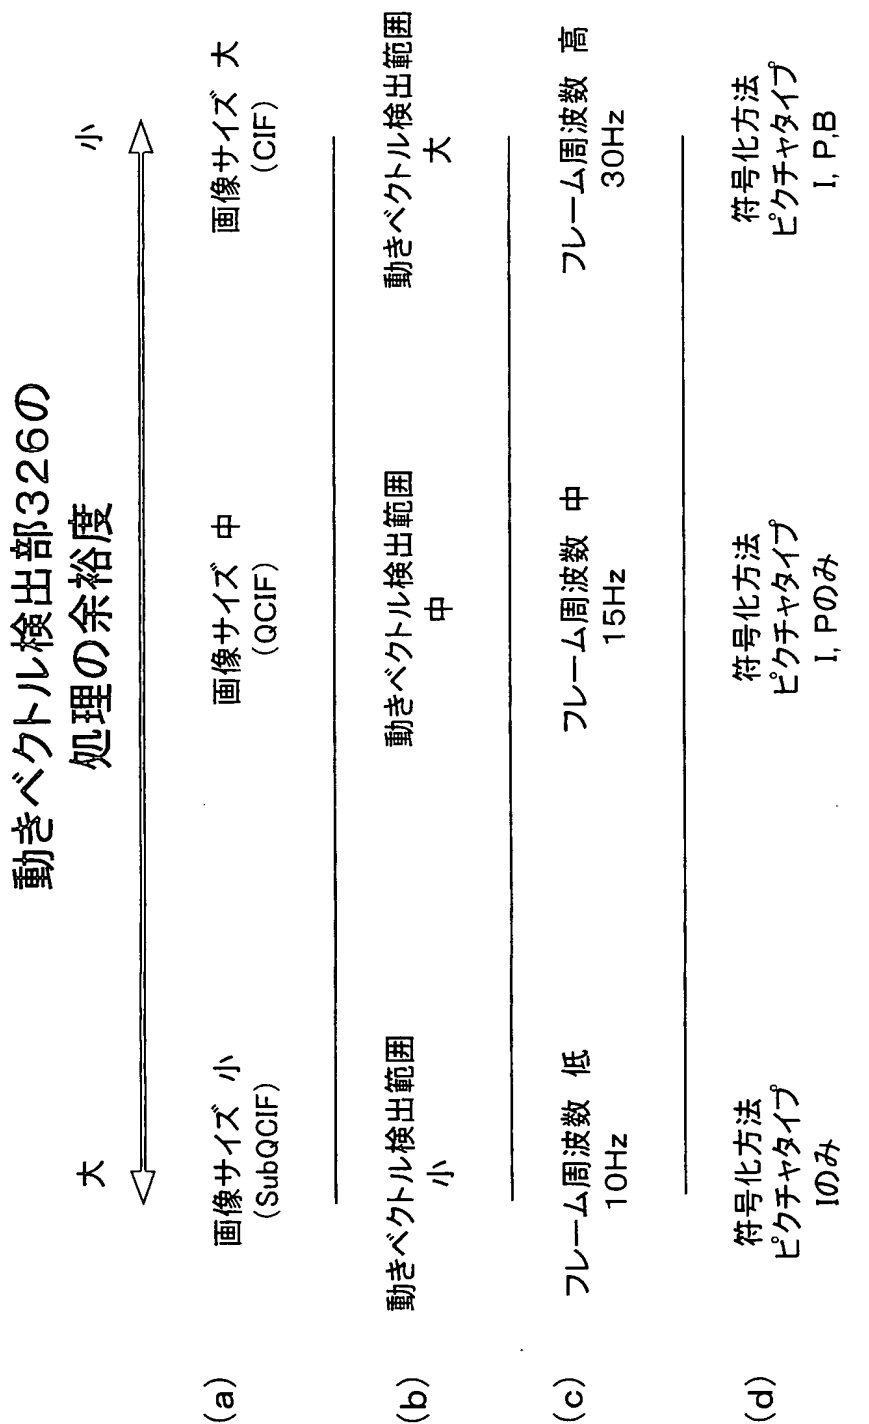 動きベクトル検出部326の
処理の余裕度
大
小
(a)
画像サイズ 小
(SubQCIF)
画像サイズ 中
(QCIF)
画像サイズ 大
(CIF)
(b)
動きベクトル検出範囲
小
動きベクトル検出範囲
中
動きベクトル検出範囲
大
(c)
フレーム周波数 低
10Hz
フレーム周波数 中
15Hz
フレーム周波数 高
30Hz
(d)
符号化方法
ピクチャタイプ
Iのみ
符号化方法
ピクチャタイプ
I, Pのみ
符号化方法
ピクチャタイプ
I, P,B